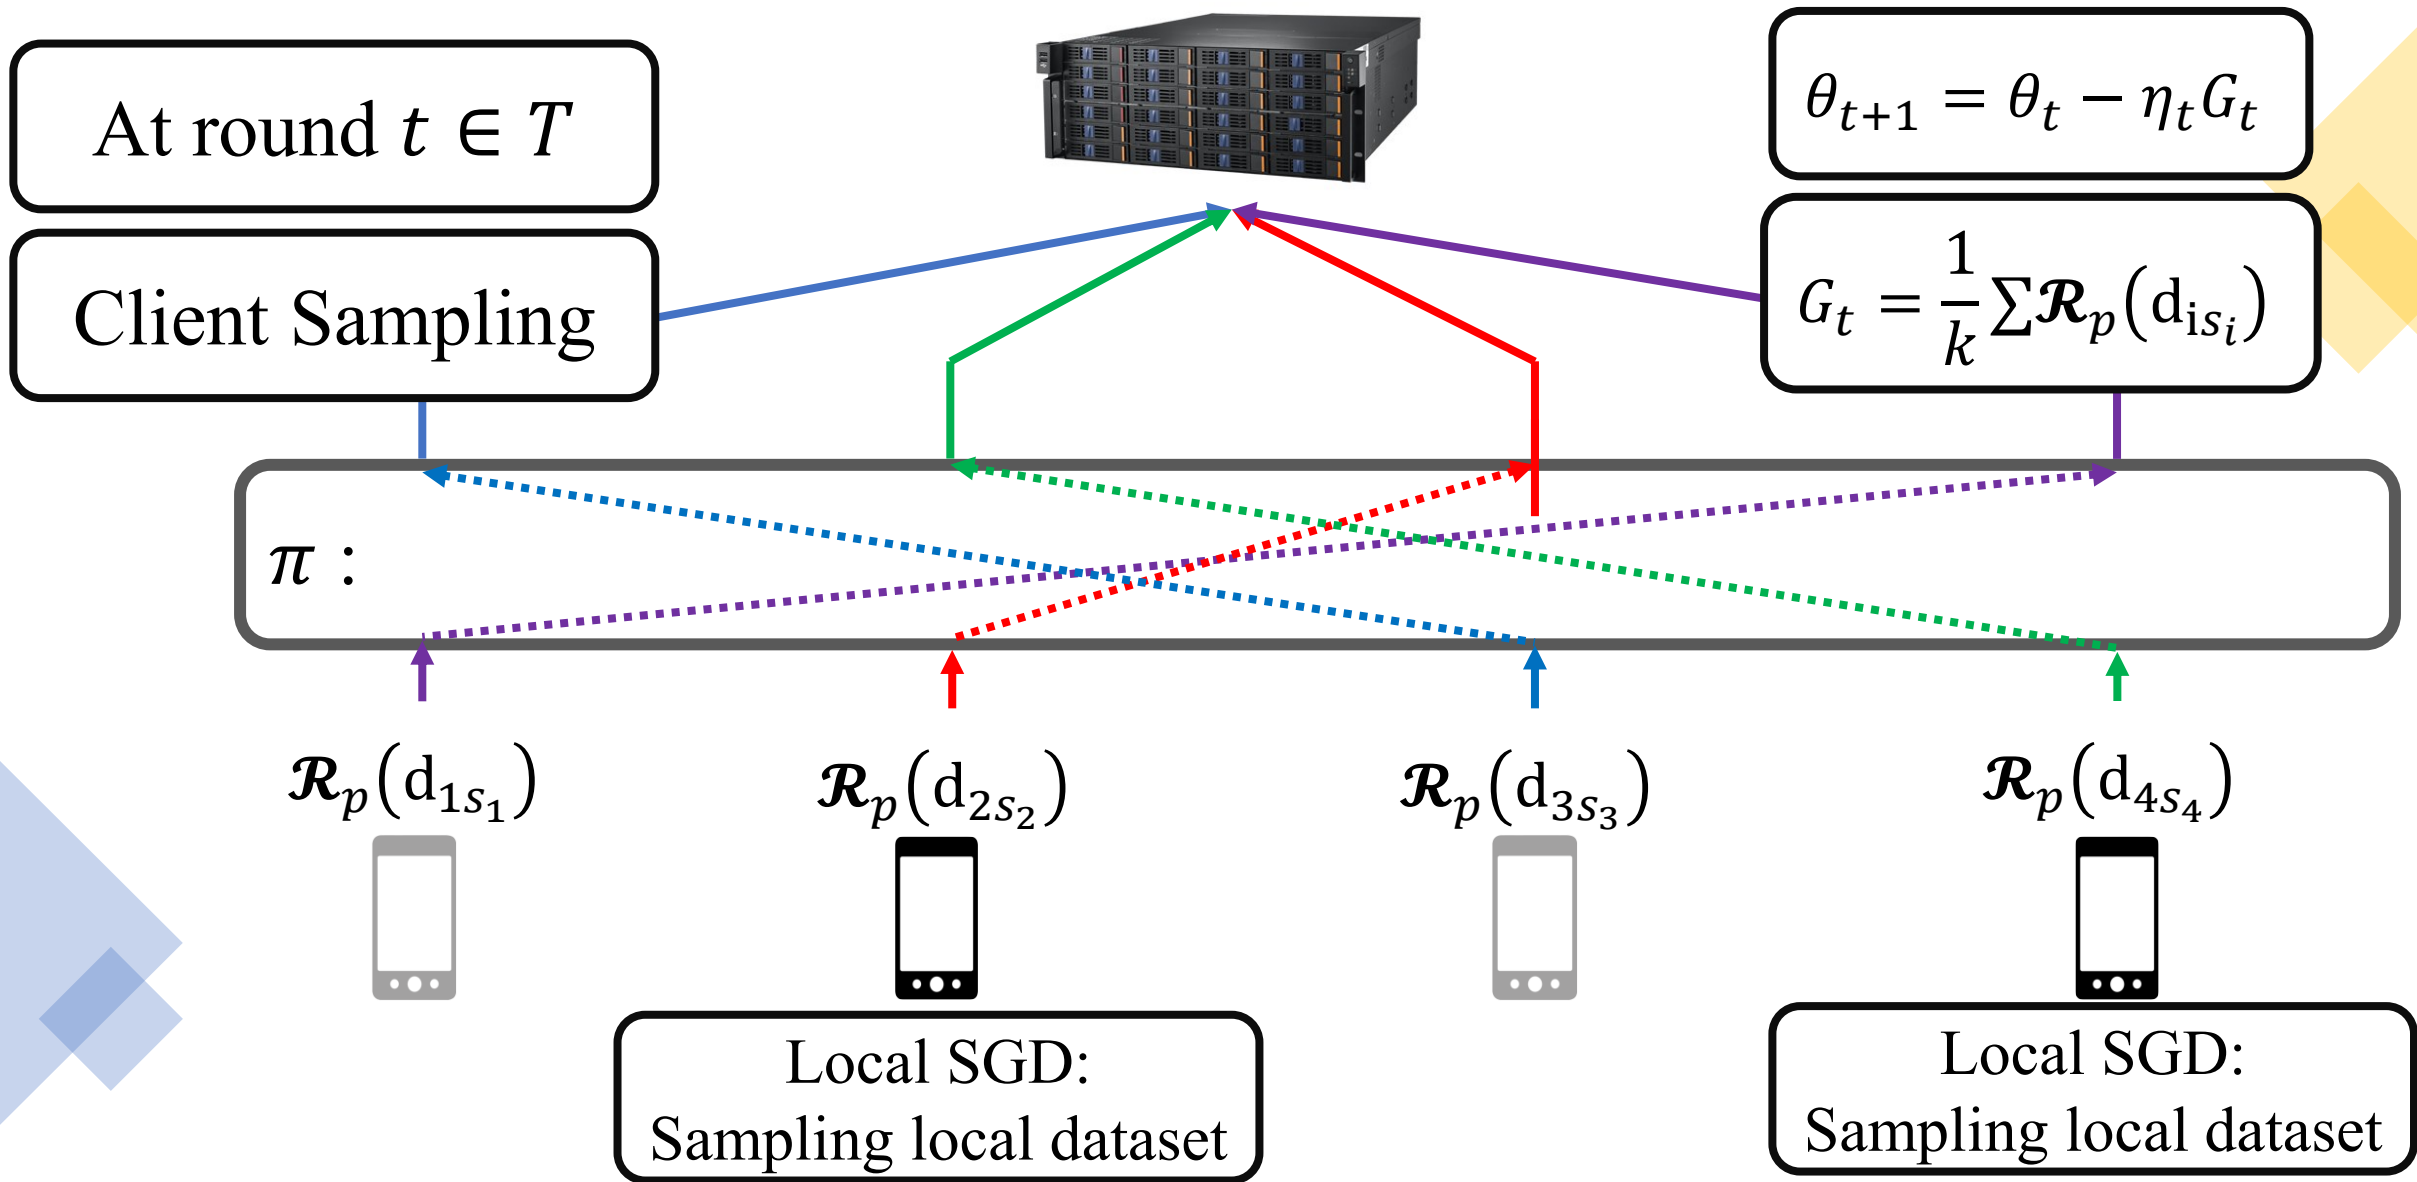 At round 𝑡 ∈ 𝑇
Client Sampling
θ_{t+1} = θ_t − η_t G_t
G_t = \frac{1}{k} ∑ 𝓡_p(d_{is_i})
π :
𝓡_p(d_{1s_1})
𝓡_p(d_{2s_2})
𝓡_p(d_{3s_3})
𝓡_p(d_{4s_4})
Local SGD:
Sampling local dataset
Local SGD:
Sampling local dataset